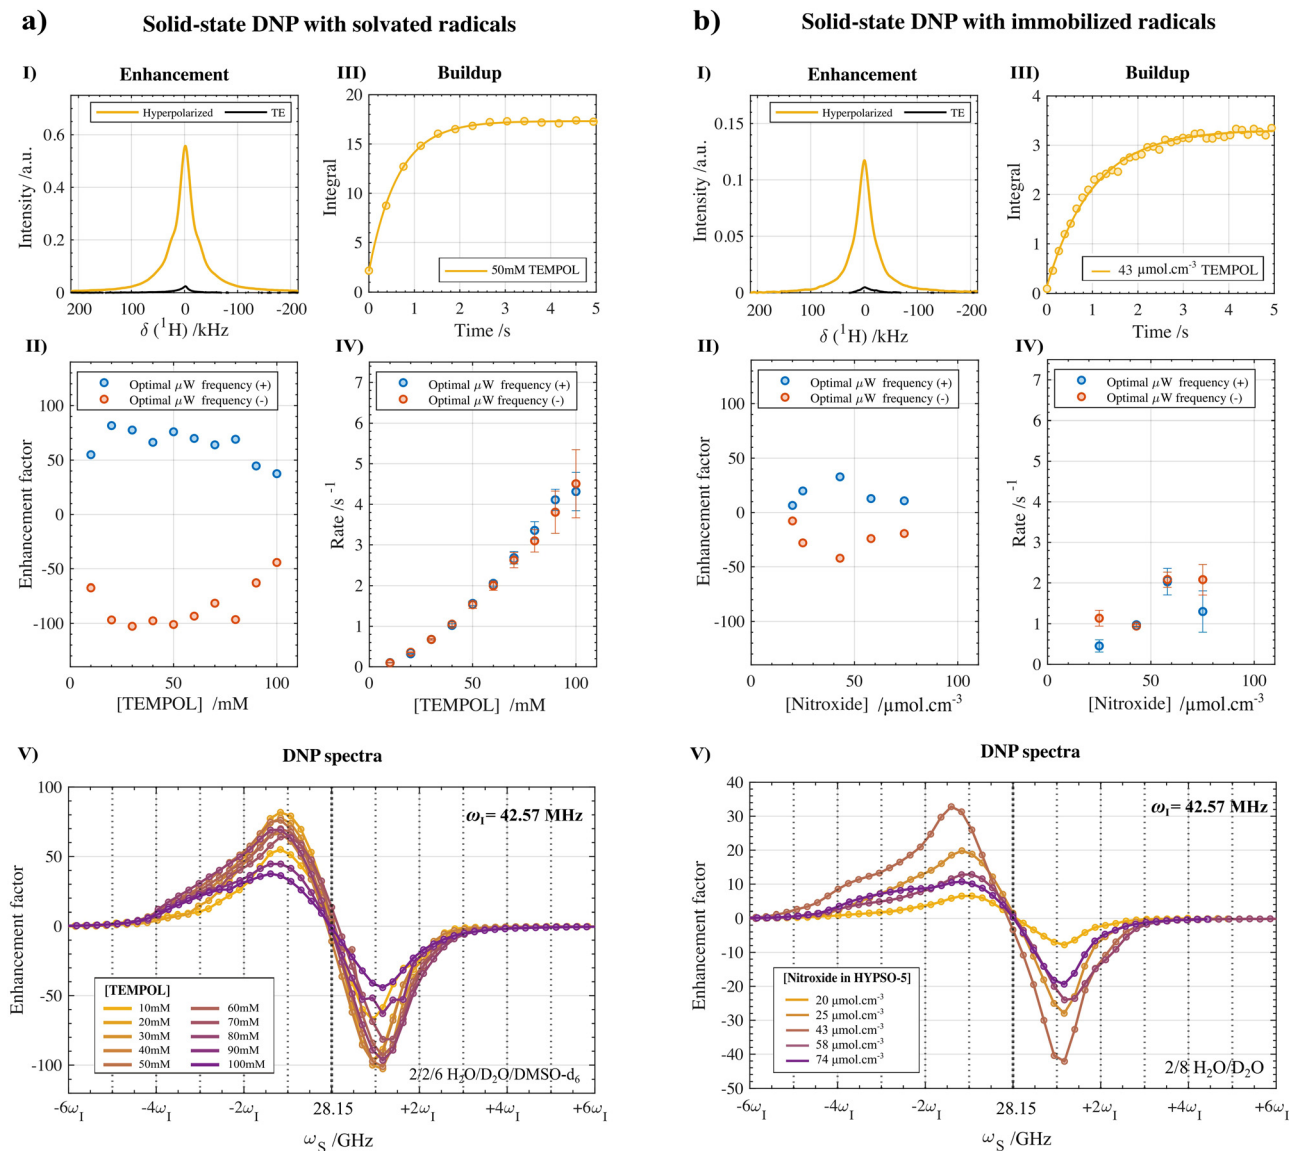 a)
Solid-state DNP with solvated radicals
I)
Enhancement
Hyperpolarized
TE
0.6
0.4
0.2
0
Intensity /a.u.
200
100
0
-100
-200
δ (¹H) /kHz
III)
Buildup
20
18
16
14
12
10
8
6
4
2
0
Integral
50mM TEMPOL
0
1
2
3
4
5
Time /s
II)
Optimal μW frequency (+)
Optimal μW frequency (-)
100
50
0
-50
-100
Enhancement factor
0
50
100
[TEMPOL] /mM
IV)
Optimal μW frequency (+)
Optimal μW frequency (-)
7
6
5
4
3
2
1
0
Rate /s⁻¹
0
50
100
[TEMPOL] /mM
V)
DNP spectra
100
50
0
-50
-100
Enhancement factor
ω_I= 42.57 MHz
[TEMPOL]
10mM
20mM
30mM
40mM
50mM
60mM
70mM
80mM
90mM
100mM
2/2/6 H₂O/D₂O/DMSO-d₆
-6ω_I
-4ω_I
-2ω_I
28.15
+2ω_I
+4ω_I
+6ω_I
ω_S /GHz
b)
Solid-state DNP with immobilized radicals
I)
Enhancement
Hyperpolarized
TE
0.15
0.1
0.05
0
Intensity /a.u.
200
100
0
-100
-200
δ (¹H) /kHz
III)
Buildup
4
3
2
1
0
Integral
43 μmol.cm⁻³ TEMPOL
0
1
2
3
4
5
Time /s
II)
Optimal μW frequency (+)
Optimal μW frequency (-)
100
50
0
-50
-100
Enhancement factor
0
50
100
[Nitroxide] /μmol.cm⁻³
IV)
Optimal μW frequency (+)
Optimal μW frequency (-)
7
6
5
4
3
2
1
0
Rate /s⁻¹
0
50
100
[Nitroxide] /μmol.cm⁻³
V)
DNP spectra
40
30
20
10
0
-10
-20
-30
-40
-50
Enhancement factor
ω_I= 42.57 MHz
[Nitroxide in HYPSO-5]
20 μmol.cm⁻³
25 μmol.cm⁻³
43 μmol.cm⁻³
58 μmol.cm⁻³
74 μmol.cm⁻³
2/8 H₂O/D₂O
-6ω_I
-4ω_I
-2ω_I
28.15
+2ω_I
+4ω_I
+6ω_I
ω_S /GHz